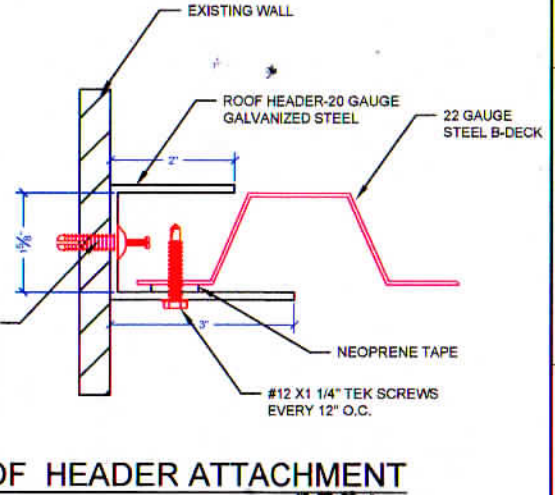 EXISTING WALL
ROOF HEADER-20 GAUGE
GALVANIZED STEEL
22 GAUGE
STEEL B-DECK
2"
1⅝"
3"
NEOPRENE TAPE
#12 X1 1/4" TEK SCREWS
EVERY 12" O.C.
OF HEADER ATTACHMENT